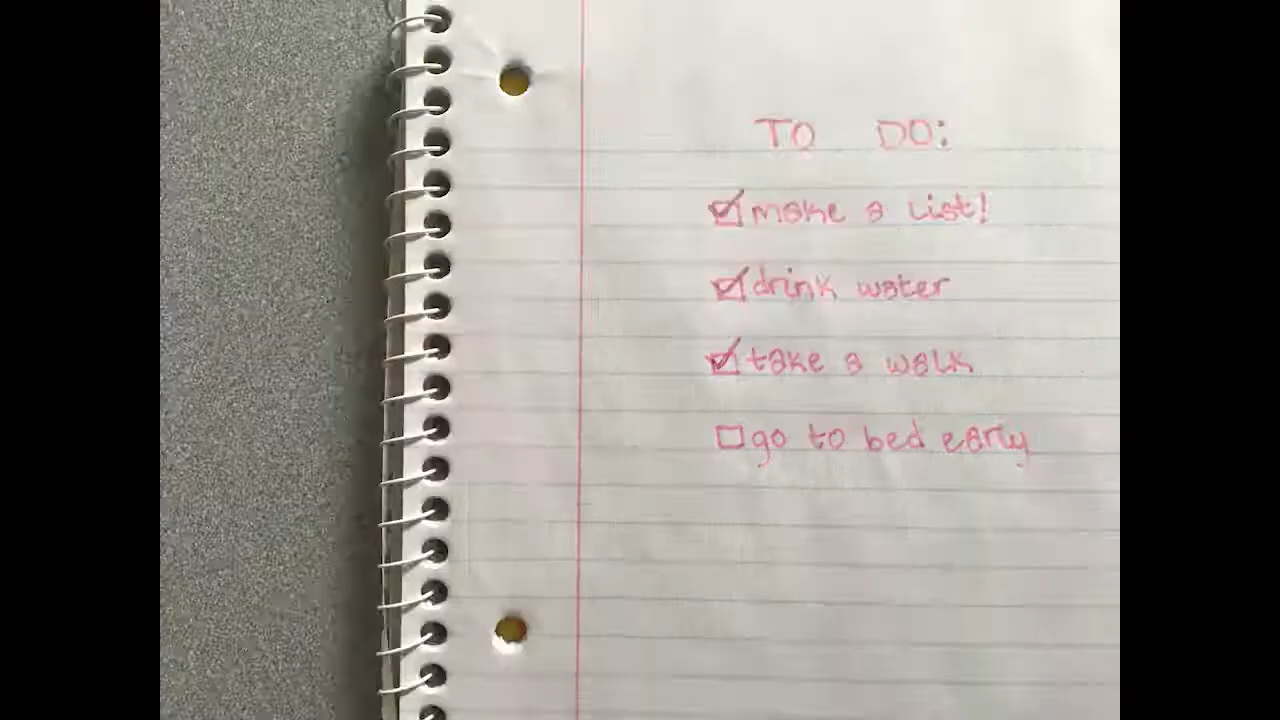 TO DO:
☑ make a list!
☑ drink water
☑ take a walk
☐ go to bed early